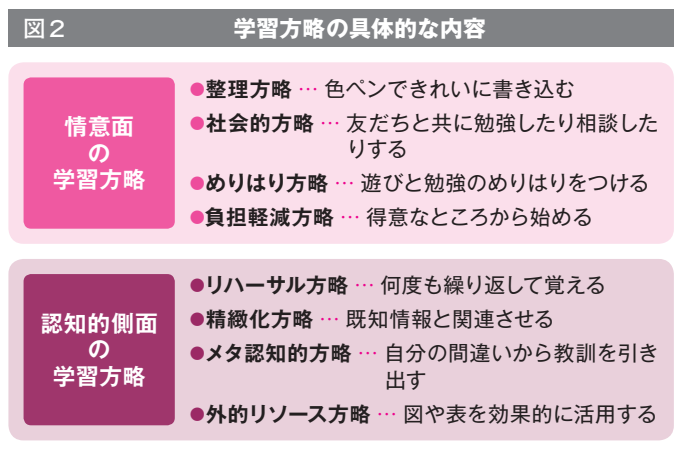 図2 学習方略の具体的な内容
情意面
の
学習方略
●整理方略 … 色ペンできれいに書き込む
●社会的方略 … 友だちと共に勉強したり相談した
りする
●めりはり方略 … 遊びと勉強のめりはりをつける
●負担軽減方略 … 得意なところから始める
認知的側面
の
学習方略
●リハーサル方略 … 何度も繰り返して覚える
●精緻化方略 … 既知情報と関連させる
●メタ認知的方略 … 自分の間違いから教訓を引き
出す
●外的リソース方略 … 図や表を効果的に活用する